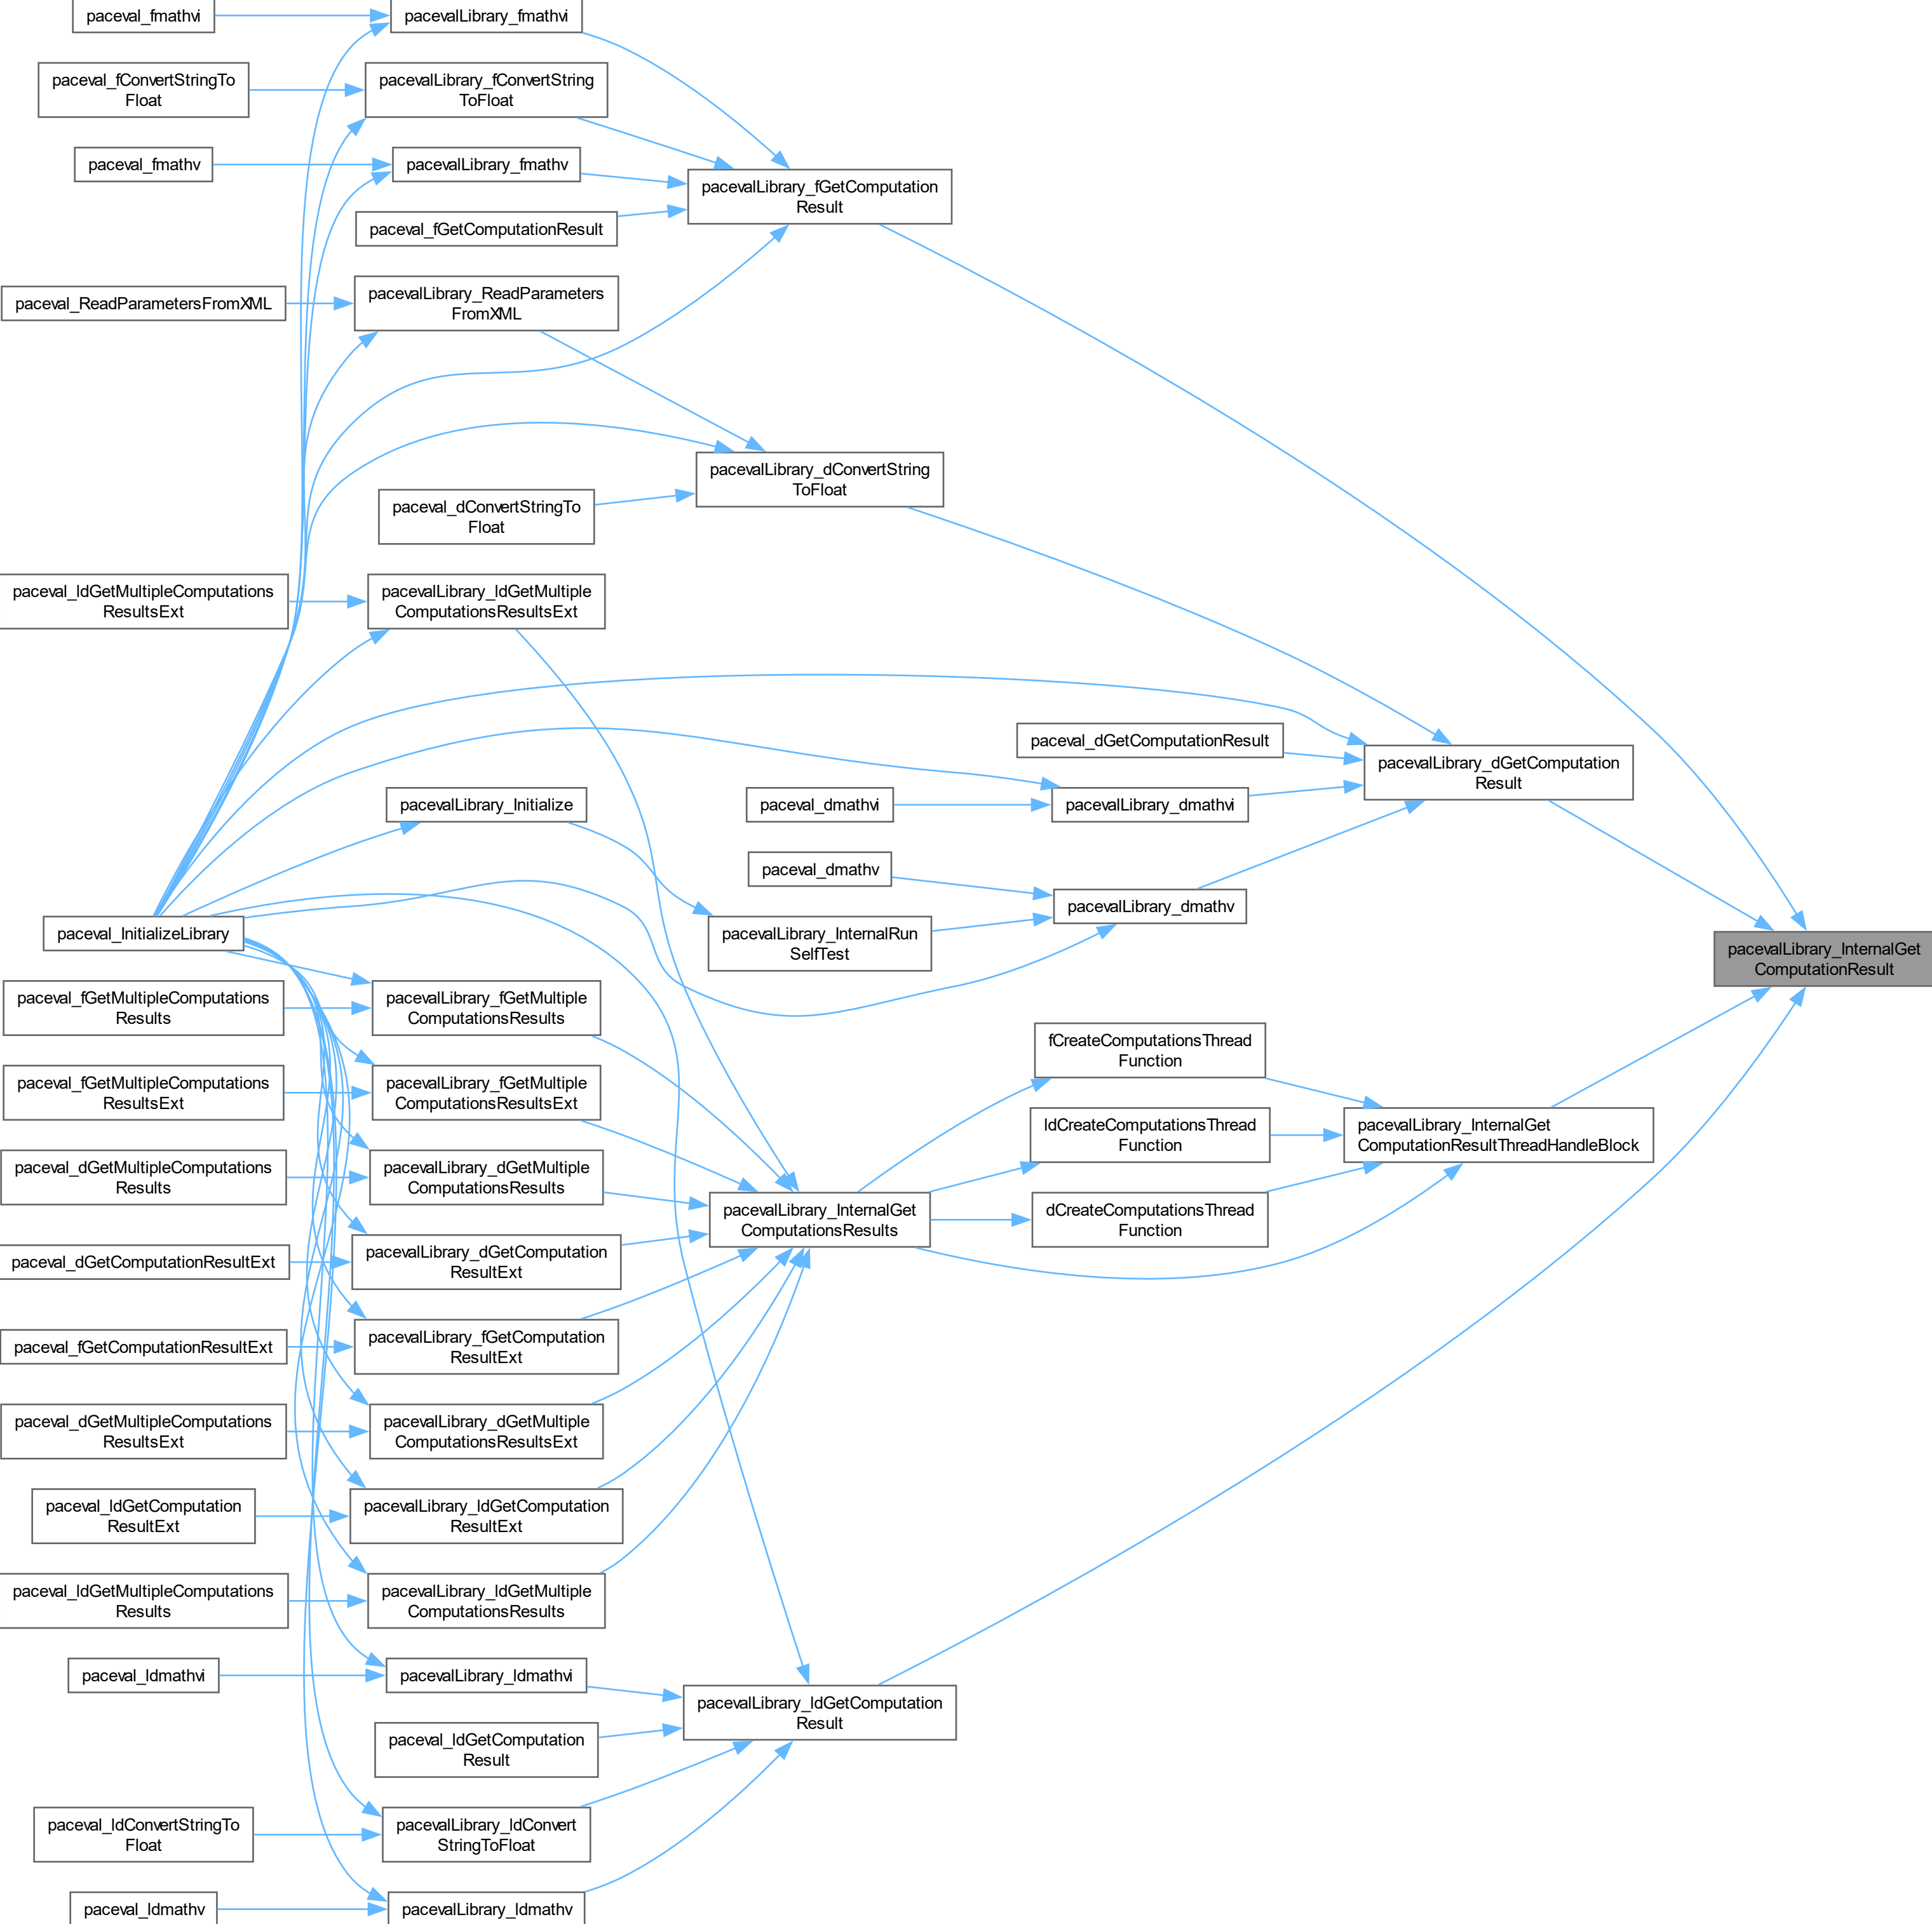 paceval_fmathvi
pacevalLibrary_fmathvi
paceval_fConvertStringTo
Float
pacevalLibrary_fConvertString
ToFloat
paceval_fmathv
pacevalLibrary_fmathv
pacevalLibrary_fGetComputation
Result
paceval_fGetComputationResult
paceval_ReadParametersFromXML
pacevalLibrary_ReadParameters
FromXML
pacevalLibrary_dConvertString
ToFloat
paceval_dConvertStringTo
Float
paceval_ldGetMultipleComputations
ResultsExt
pacevalLibrary_ldGetMultiple
ComputationsResultsExt
paceval_dGetComputationResult
pacevalLibrary_dGetComputation
Result
pacevalLibrary_Initialize
paceval_dmathvi
pacevalLibrary_dmathvi
paceval_dmathv
pacevalLibrary_dmathv
paceval_InitializeLibrary
pacevalLibrary_InternalRun
SelfTest
pacevalLibrary_InternalGet
ComputationResult
paceval_fGetMultipleComputations
Results
pacevalLibrary_fGetMultiple
ComputationsResults
fCreateComputationsThread
Function
paceval_fGetMultipleComputations
ResultsExt
pacevalLibrary_fGetMultiple
ComputationsResultsExt
ldCreateComputationsThread
Function
pacevalLibrary_InternalGet
ComputationResultThreadHandleBlock
paceval_dGetMultipleComputations
Results
pacevalLibrary_dGetMultiple
ComputationsResults
pacevalLibrary_InternalGet
ComputationsResults
dCreateComputationsThread
Function
paceval_dGetComputationResultExt
pacevalLibrary_dGetComputation
ResultExt
paceval_fGetComputationResultExt
pacevalLibrary_fGetComputation
ResultExt
paceval_dGetMultipleComputations
ResultsExt
pacevalLibrary_dGetMultiple
ComputationsResultsExt
paceval_ldGetComputation
ResultExt
pacevalLibrary_ldGetComputation
ResultExt
paceval_ldGetMultipleComputations
Results
pacevalLibrary_ldGetMultiple
ComputationsResults
paceval_ldmathvi
pacevalLibrary_ldmathvi
pacevalLibrary_ldGetComputation
Result
paceval_ldGetComputation
Result
paceval_ldConvertStringTo
Float
pacevalLibrary_ldConvert
StringToFloat
paceval_ldmathv
pacevalLibrary_ldmathv